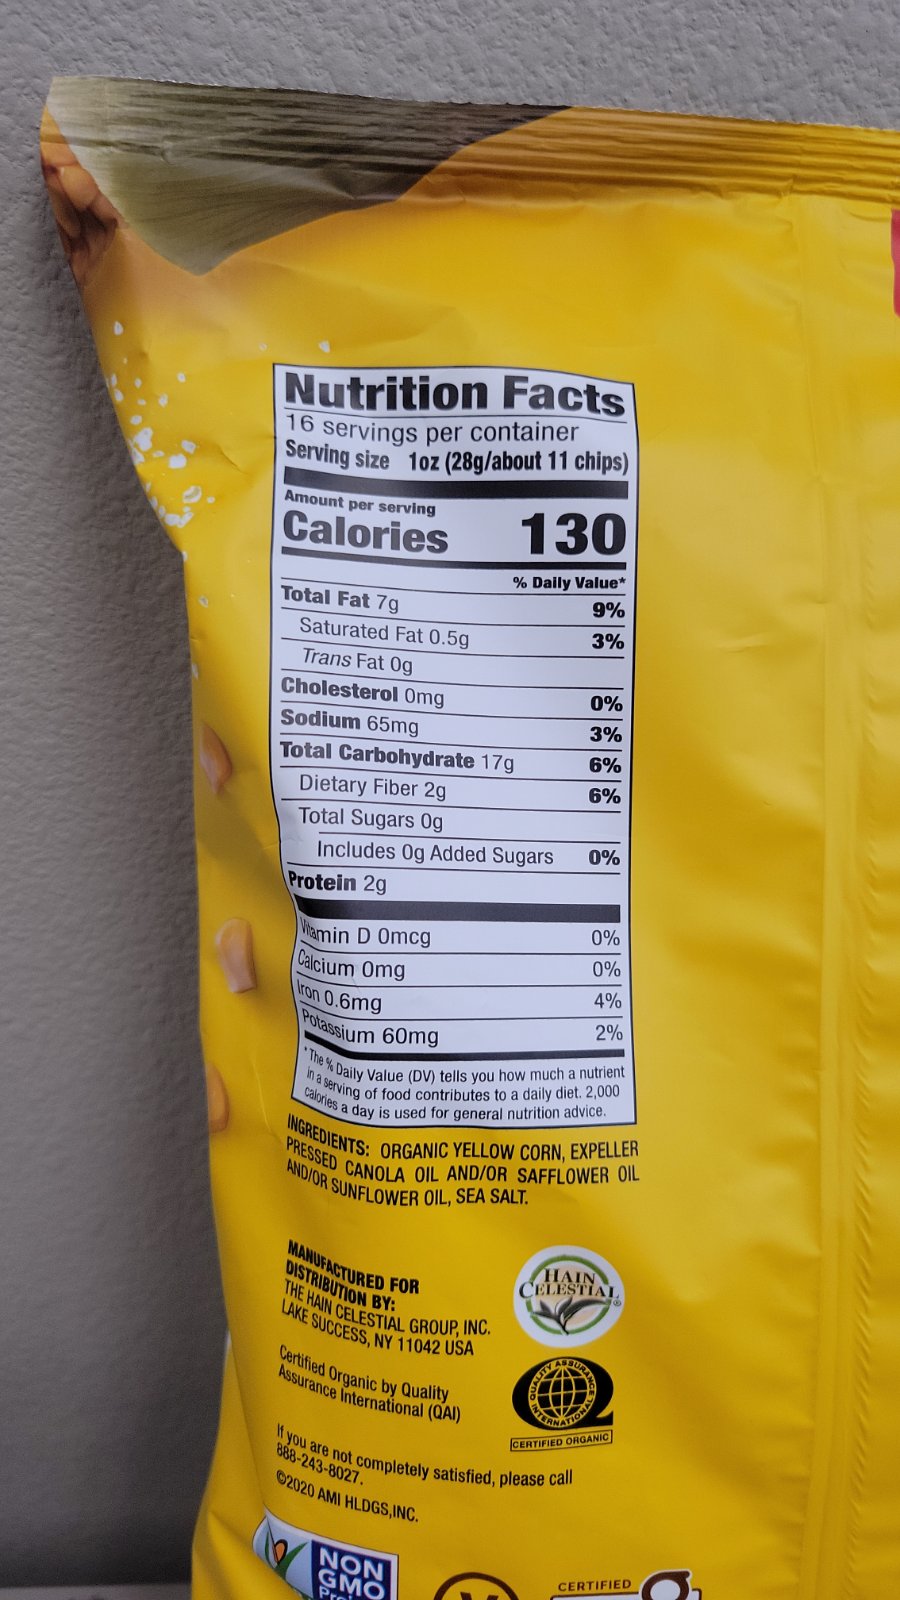 Nutrition Facts
16 servings per container
Serving size 1oz (28g/about 11 chips)
Amount per serving
Calories 130
% Daily Value*
Total Fat 7g 9%
Saturated Fat 0.5g 3%
Trans Fat 0g
Cholesterol 0mg 0%
Sodium 65mg 3%
Total Carbohydrate 17g 6%
Dietary Fiber 2g 6%
Total Sugars 0g
Includes 0g Added Sugars 0%
Protein 2g
Vitamin D 0mcg 0%
Calcium 0mg 0%
Iron 0.6mg 4%
Potassium 60mg 2%
* The % Daily Value (DV) tells you how much a nutrient
in a serving of food contributes to a daily diet. 2,000
calories a day is used for general nutrition advice.
INGREDIENTS: ORGANIC YELLOW CORN, EXPELLER
PRESSED CANOLA OIL AND/OR SAFFLOWER OIL
AND/OR SUNFLOWER OIL, SEA SALT.
MANUFACTURED FOR
DISTRIBUTION BY:
THE HAIN CELESTIAL GROUP, INC.
LAKE SUCCESS, NY 11042 USA
HAIN
CELESTIAL®
Certified Organic by Quality
Assurance International (QAI)
QUALITY ASSURANCE
INTERNATIONAL
CERTIFIED ORGANIC
If you are not completely satisfied, please call
888-243-8027.
©2020 AMI HLDGS,INC.
NON
GMO
CERTIFIED